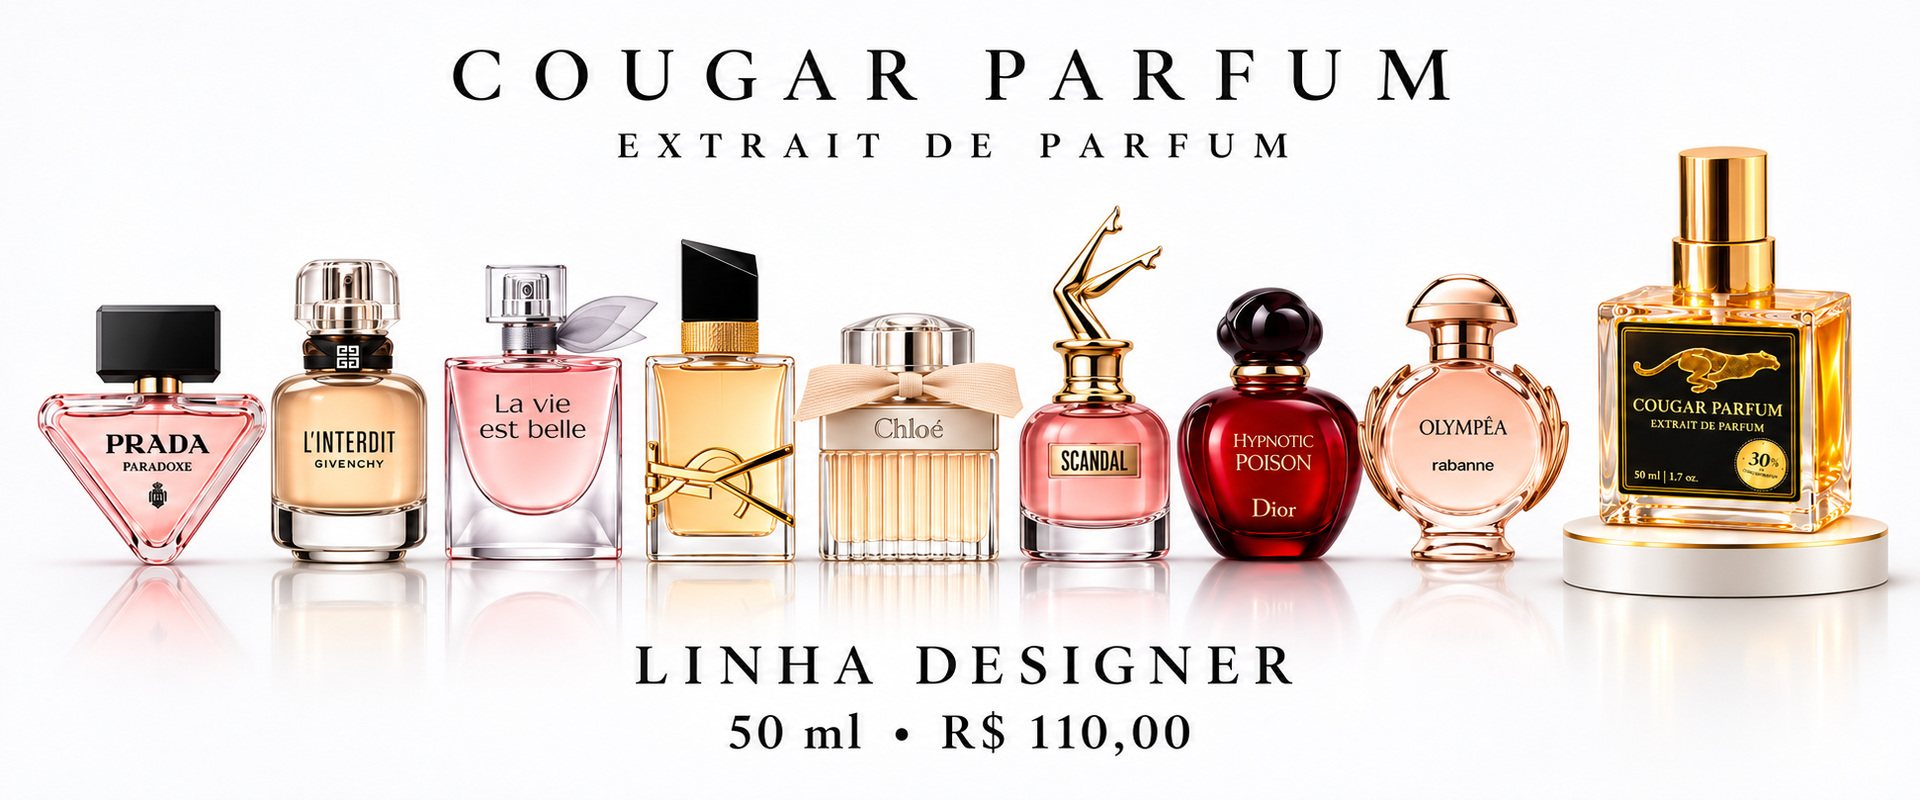 COUGAR PARFUM
EXTRAIT DE PARFUM
PRADA
PARADOXE
L'INTERDIT
GIVENCHY
La vie
est belle
Chloé
SCANDAL
HYPNOTIC
POISON
Dior
OLYMPÊA
rabanne
COUGAR PARFUM
EXTRAIT DE PARFUM
30%
50 ml | 1.7 oz.
LINHA DESIGNER
50 ml • R$ 110,00